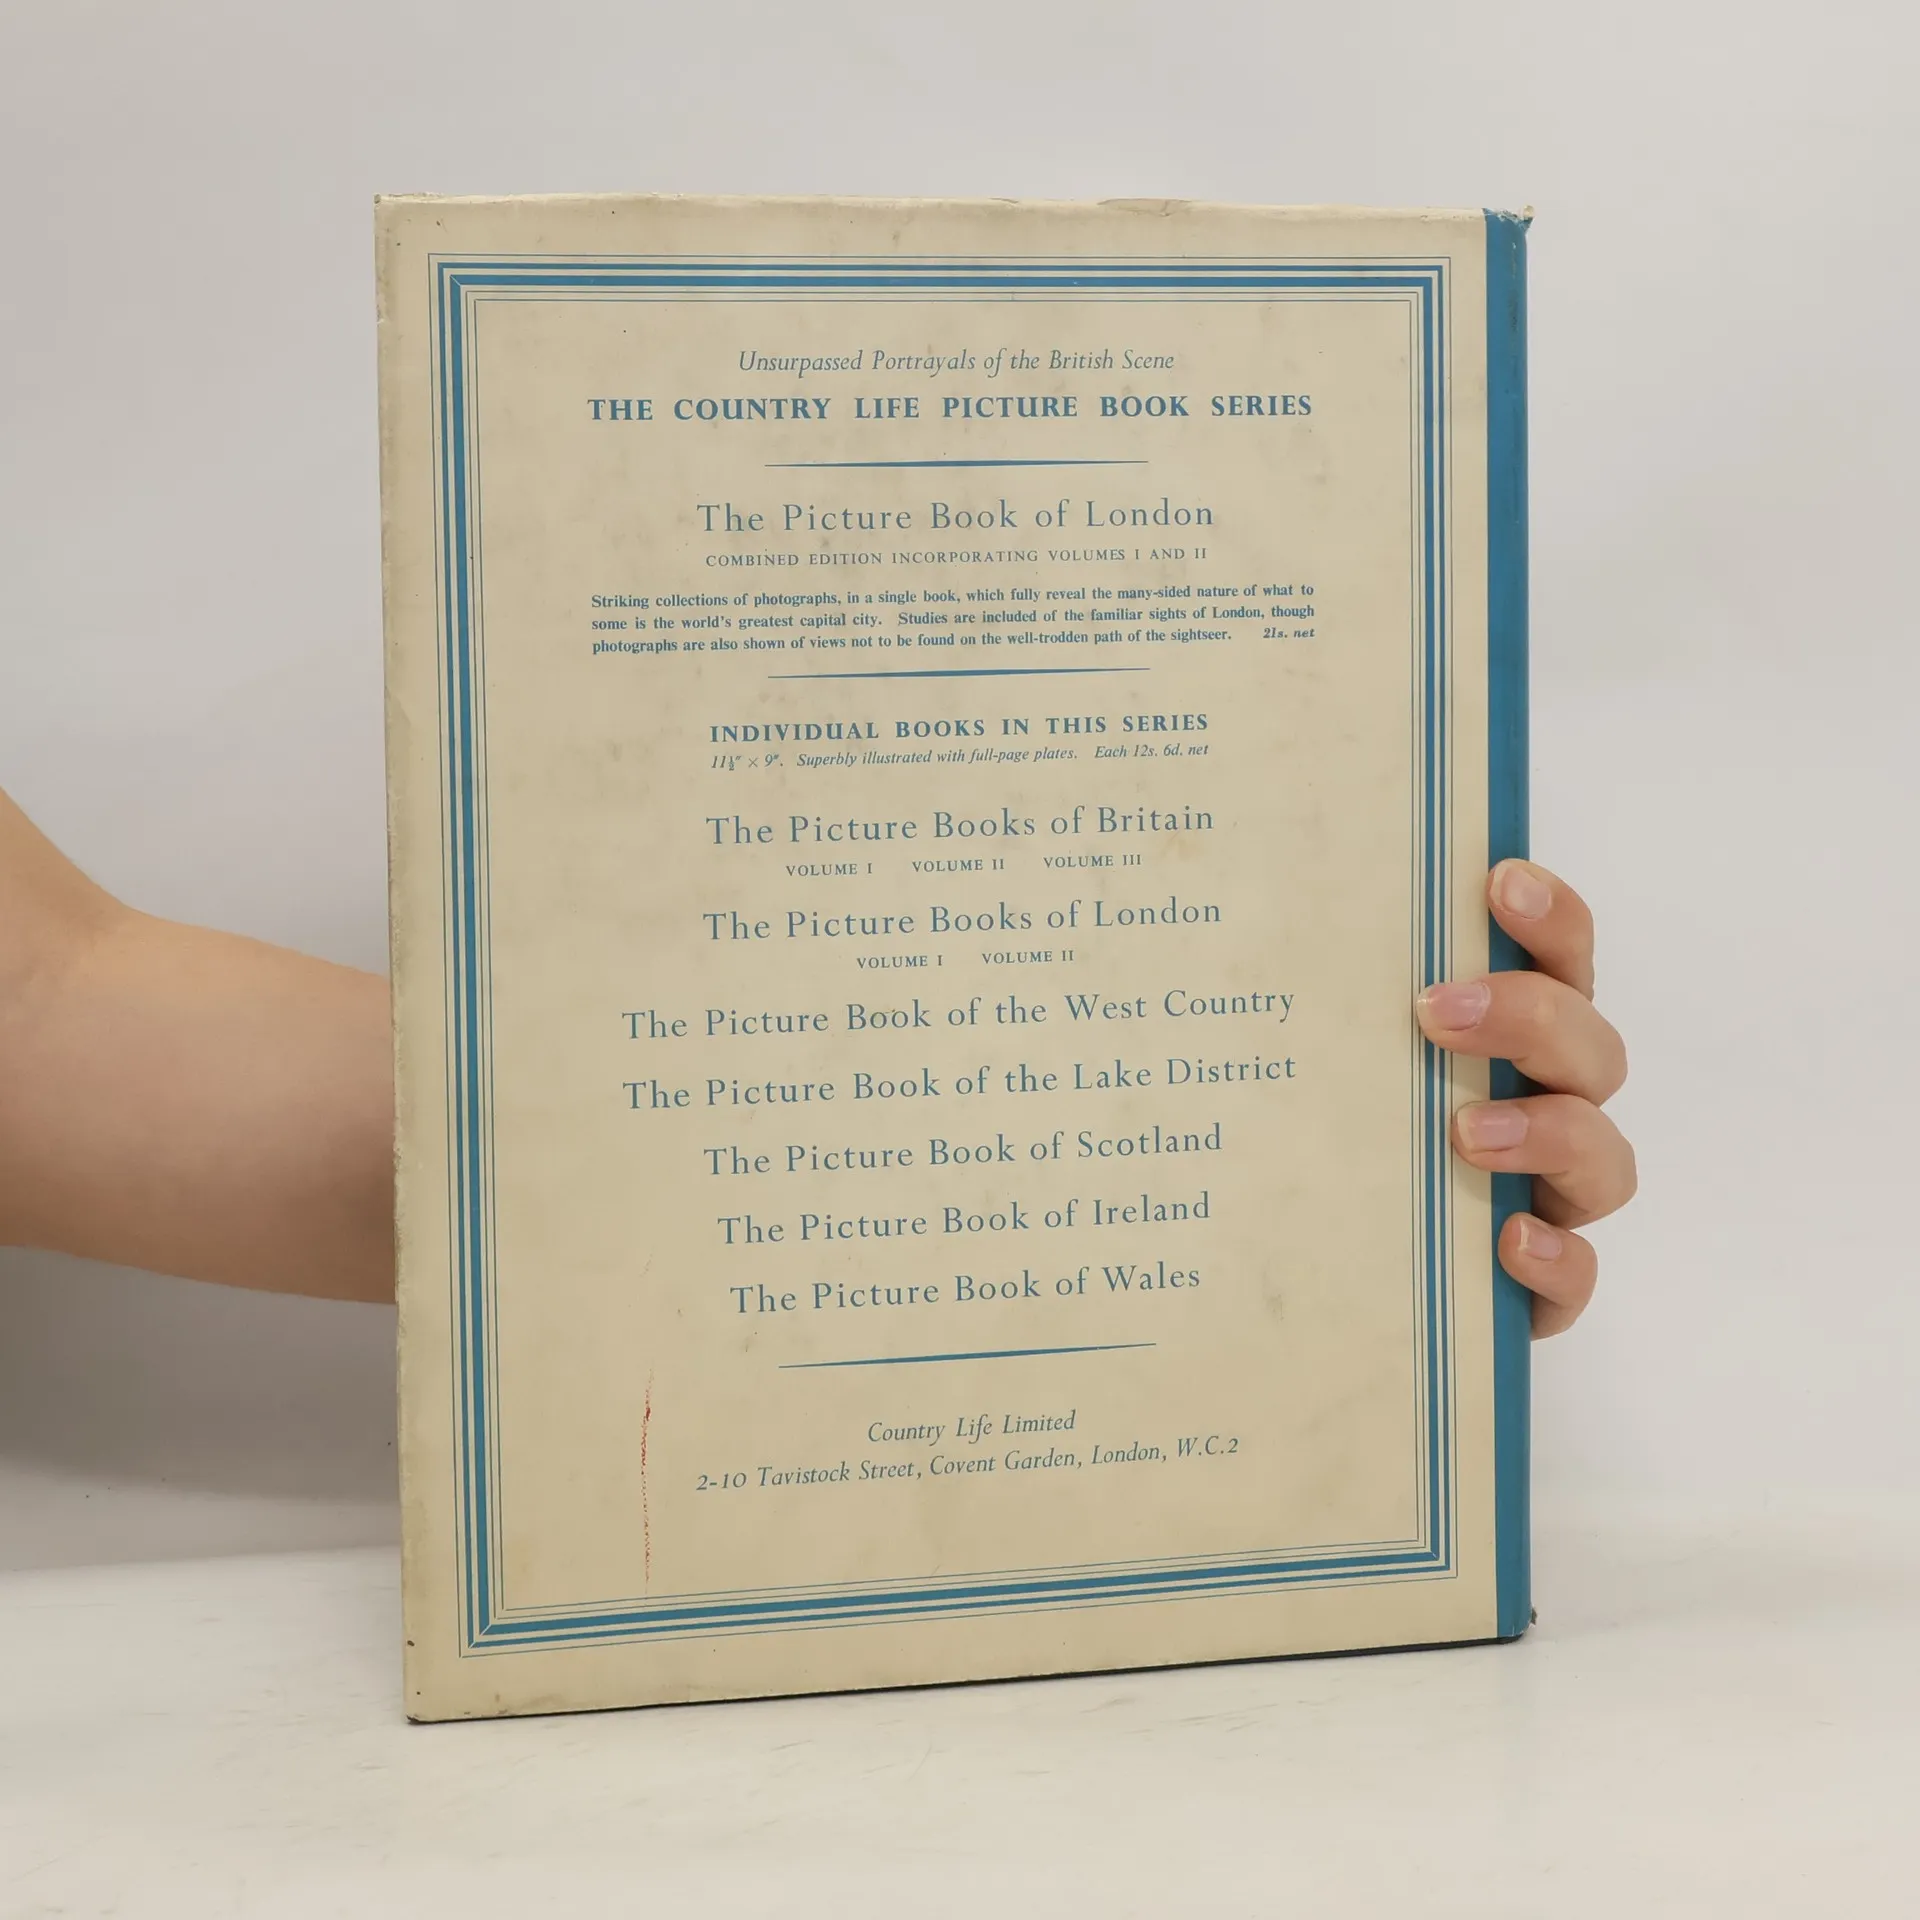 Unsurpassed Portrayals of the British Scene
THE COUNTRY LIFE PICTURE BOOK SERIES
The Picture Book of London
COMBINED EDITION INCORPORATING VOLUMES I AND II
Striking collections of photographs, in a single book, which fully reveal the many-sided nature of what to
some is the world's greatest capital city. Studies are included of the familiar sights of London, though
photographs are also shown of views not to be found on the well-trodden path of the sightseer. 21s. net
INDIVIDUAL BOOKS IN THIS SERIES
11½" × 9". Superbly illustrated with full-page plates. Each 12s. 6d. net
The Picture Books of Britain
VOLUME I VOLUME II VOLUME III
The Picture Books of London
VOLUME I VOLUME II
The Picture Book of the West Country
The Picture Book of the Lake District
The Picture Book of Scotland
The Picture Book of Ireland
The Picture Book of Wales
Country Life Limited
2-10 Tavistock Street, Covent Garden, London, W.C.2